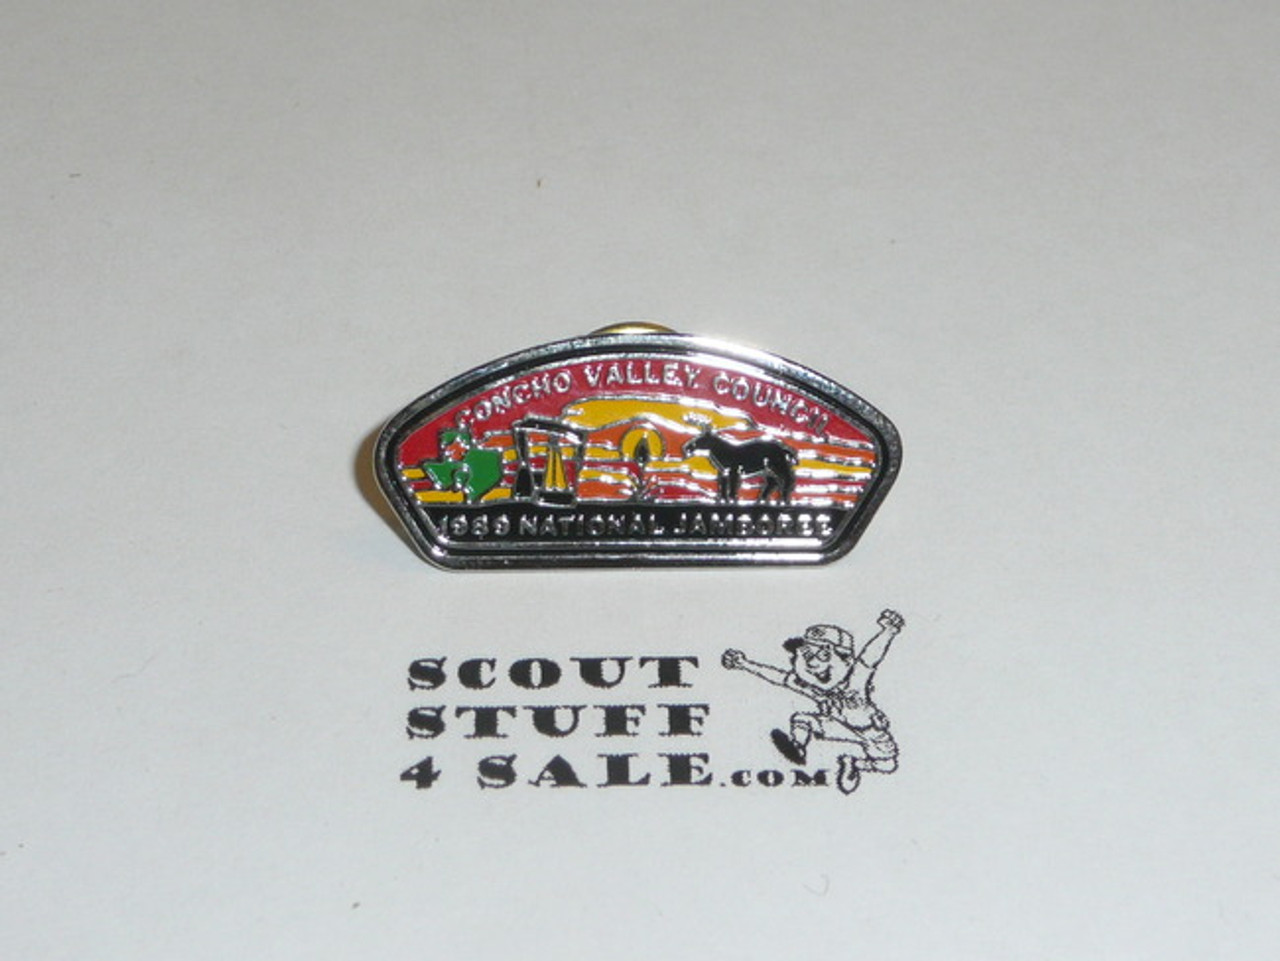 CONCHO VALLEY COUNCIL
1989 NATIONAL JAMBOREE
SCOUT
STUFF
4 SALE.COM